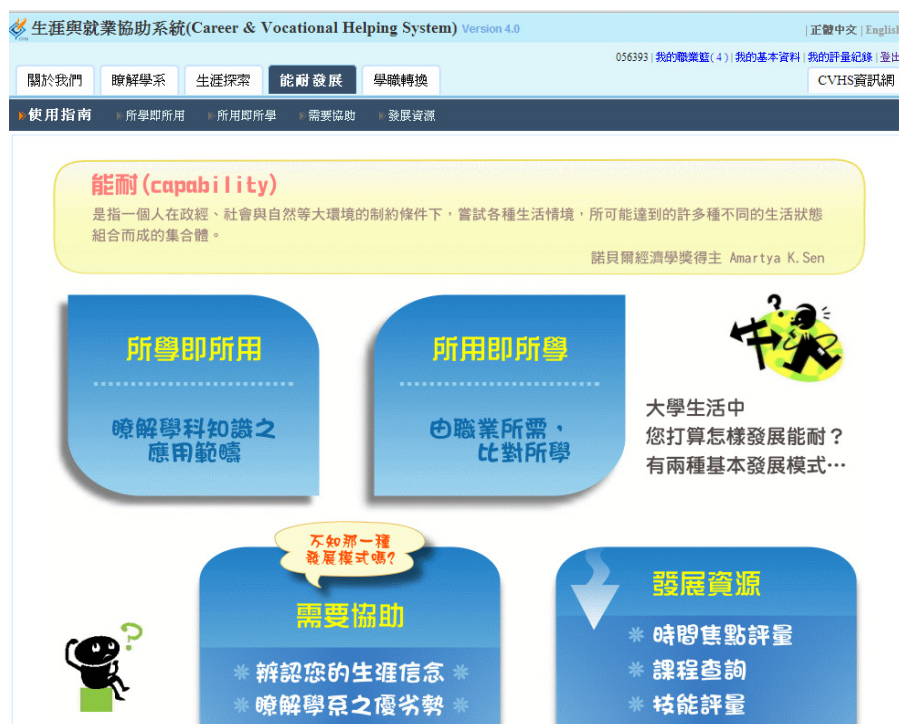 生涯與就業協助系統(Career & Vocational Helping System) Version 4.0
|正體中文|English
056393|我的職業籃(4)|我的基本資料|我的評量紀錄|登出
關於我們 瞭解學系 生涯探索 能耐發展 學職轉換 CVHS資訊網
使用指南 所學即所用 所用即所學 需要協助 發展資源
能耐(capability)
是指一個人在政經、社會與自然等大環境的制約條件下，嘗試各種生活情境，所可能達到的許多種不同的生活狀態
組合而成的集合體。
諾貝爾經濟學獎得主 Amartya K.Sen
所學即所用
瞭解學科知識之
應用範疇
所用即所學
由職業所需，
比對所學
?
大學生活中
您打算怎樣發展能耐？
有兩種基本發展模式…
不知那一種
發展模式嗎?
需要協助
※辨認您的生涯信念※
※瞭解學系之優劣勢※
?
發展資源
※時間焦點評量
※課程查詢
※技能評量